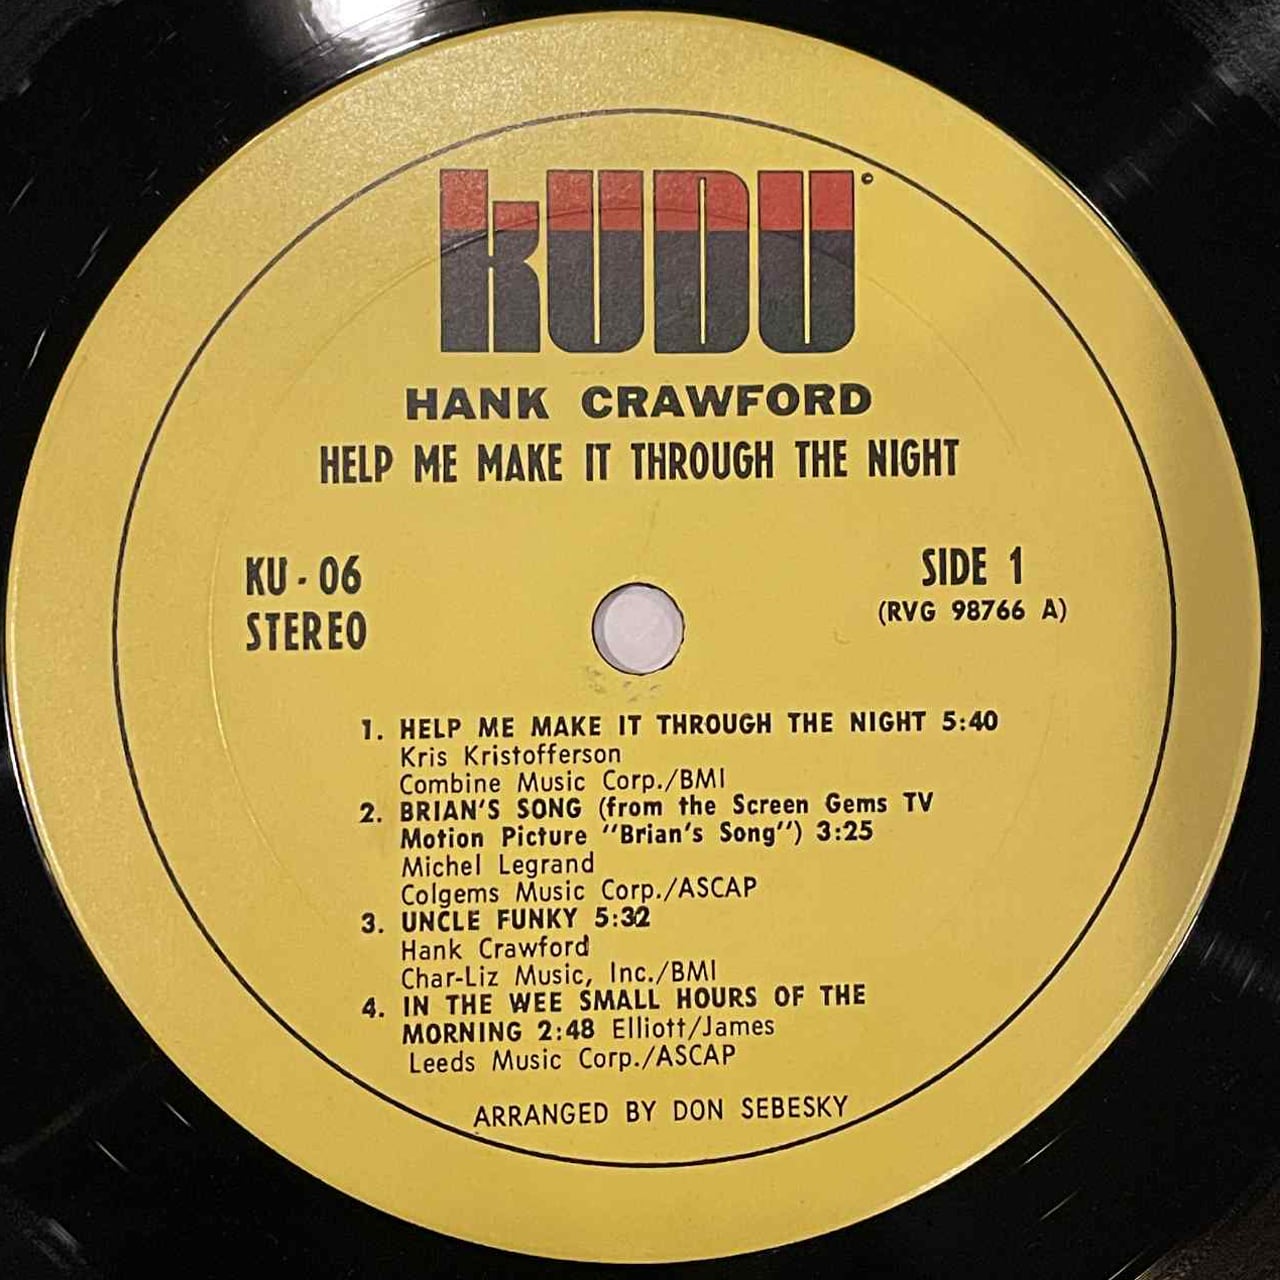 KUDU©
HANK CRAWFORD
HELP ME MAKE IT THROUGH THE NIGHT
KU - 06
STEREO
SIDE 1
(RVG 98766 A)
1. HELP ME MAKE IT THROUGH THE NIGHT 5:40
Kris Kristofferson
Combine Music Corp./BMI
2. BRIAN'S SONG (from the Screen Gems TV
Motion Picture "Brian's Song") 3:25
Michel Legrand
Colgems Music Corp./ASCAP
3. UNCLE FUNKY 5:32
Hank Crawford
Char-Liz Music, Inc./BMI
4. IN THE WEE SMALL HOURS OF THE
MORNING 2:48 Elliott/James
Leeds Music Corp./ASCAP
ARRANGED BY DON SEBESKY